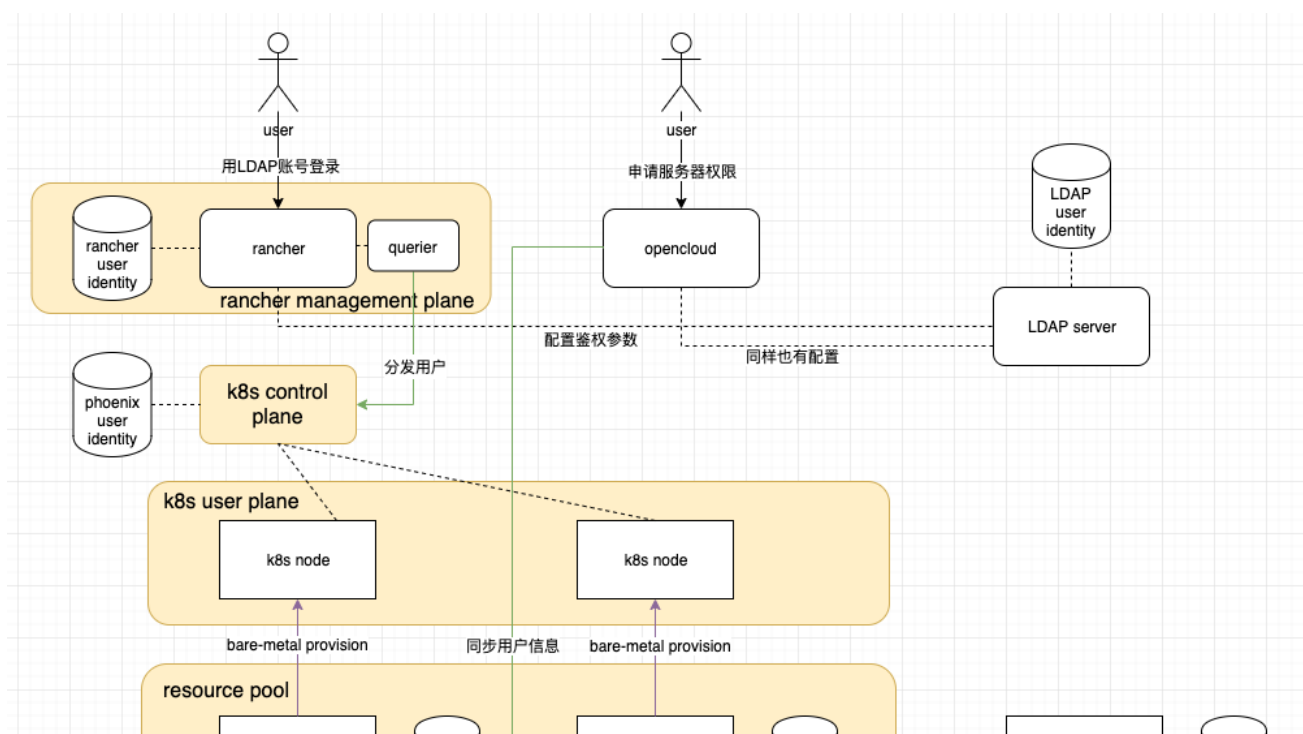 user
user
用LDAP账号登录
申请服务器权限
LDAP
user
identity
rancher
user
identity
rancher
querier
opencloud
rancher management plane
LDAP server
配置鉴权参数
同样也有配置
分发用户
phoenix
user
identity
k8s control
plane
k8s user plane
k8s node
k8s node
bare-metal provision
同步用户信息
bare-metal provision
resource pool